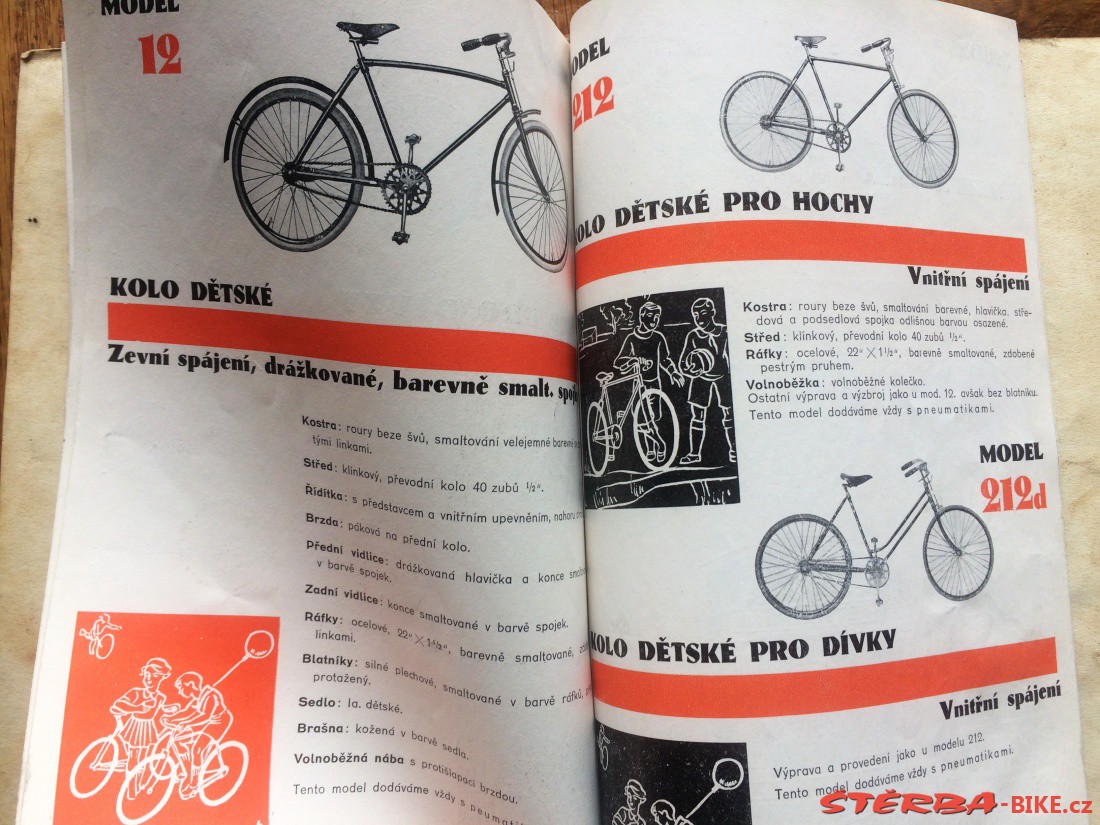 MODEL
12
KOLO DĚTSKÉ
Zevní spájení, drážkované, barevně smalt.
Kostra: roury beze švů, smaltování velejemné barevné
tými linkami.
Střed: klinkový, převodní kolo 40 zubů ½".
Řídítka: s představcem a vnitřním upevněním, nahoru
Brzda: páková na přední kolo.
Přední vidlice: drážkovaná hlavička a konce
v barvě spojek.
Zadní vidlice: konce smaltované v barvě spojek.
Ráfky: ocelové, 22"×1½", barevně smaltované,
linkami.
Blatníky: silné plechové, smaltované v barvě ráfků,
protažený.
Sedlo: Ia. dětské.
Brašna: kožená v barvě sedla.
Volnoběžná nába s protišlapací brzdou.
Tento model dodáváme vždy s
MODEL
212
KOLO DĚTSKÉ PRO HOCHY
Vnitřní spájení
Kostra: roury beze švů, smaltování barevné, hlavička. stře-
dová a podsedlová spojka odlišnou barvou osazené.
Střed: klinkový, převodní kolo 40 zubů ½".
Ráfky: ocelové, 22"×1½", barevně smaltované, zdobené
pestrým pruhem.
Volnoběžka: volnoběžné kolečko.
Ostatní výprava a výzbroj jako u mod. 12. avšak bez blatníku.
Tento model dodáváme vždy s pneumatikami.
MODEL
212d
KOLO DĚTSKÉ PRO DÍVKY
Vnitřní spájení
Výprava a provedení jako u modelu 212.
Tento model dodáváme vždy s pneumatikami.
ŠTĚRBA-BIKE.cz